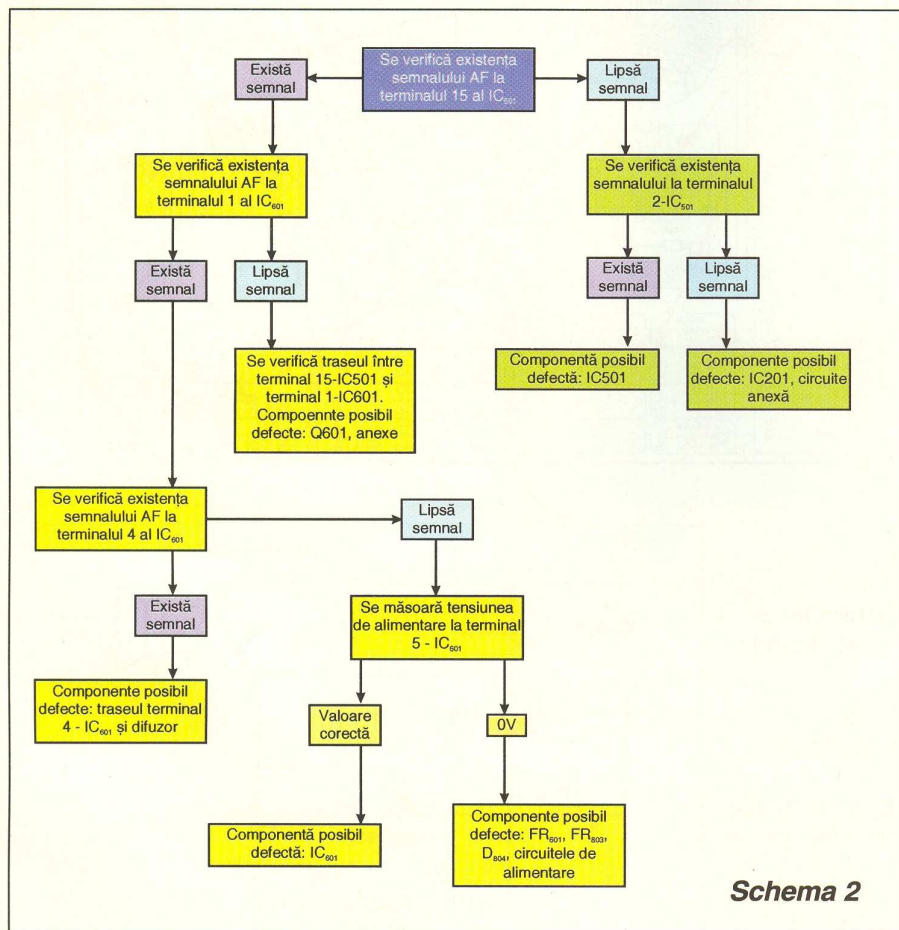 Se verifică existența
semnalului AF la
terminalul 15 al IC₅₀₁
Există
semnal
Lipsă
semnal
Se verifică existența
semnalului AF la
terminalul 1 al IC₆₀₁
Se verifică existența
semnalului la terminalul
2-IC₅₀₁
Există
semnal
Lipsă
semnal
Există
semnal
Lipsă
semnal
Se verifică traseul între
terminal 15-IC501 și
terminal 1-IC601.
Compoennte posibil
defecte: Q601, anexe
Componentă posibil
defectă: IC501
Componente posibil
defecte: IC201, circuite
anexă
Se verifică existența
semnalului AF la
terminalul 4 al IC₆₀₁
Lipsă
semnal
Există
semnal
Se măsoară tensiunea
de alimentare la terminal
5 - IC₆₀₁
Componente posibil
defecte: traseul terminal
4 - IC₆₀₁ și difuzor
Valoare
corectă
0V
Componentă posibil
defectă: IC₆₀₁
Componente posibil
defecte: FR₆₀₁, FR₈₀₃,
D₈₀₄, circuitele de
alimentare
Schema 2